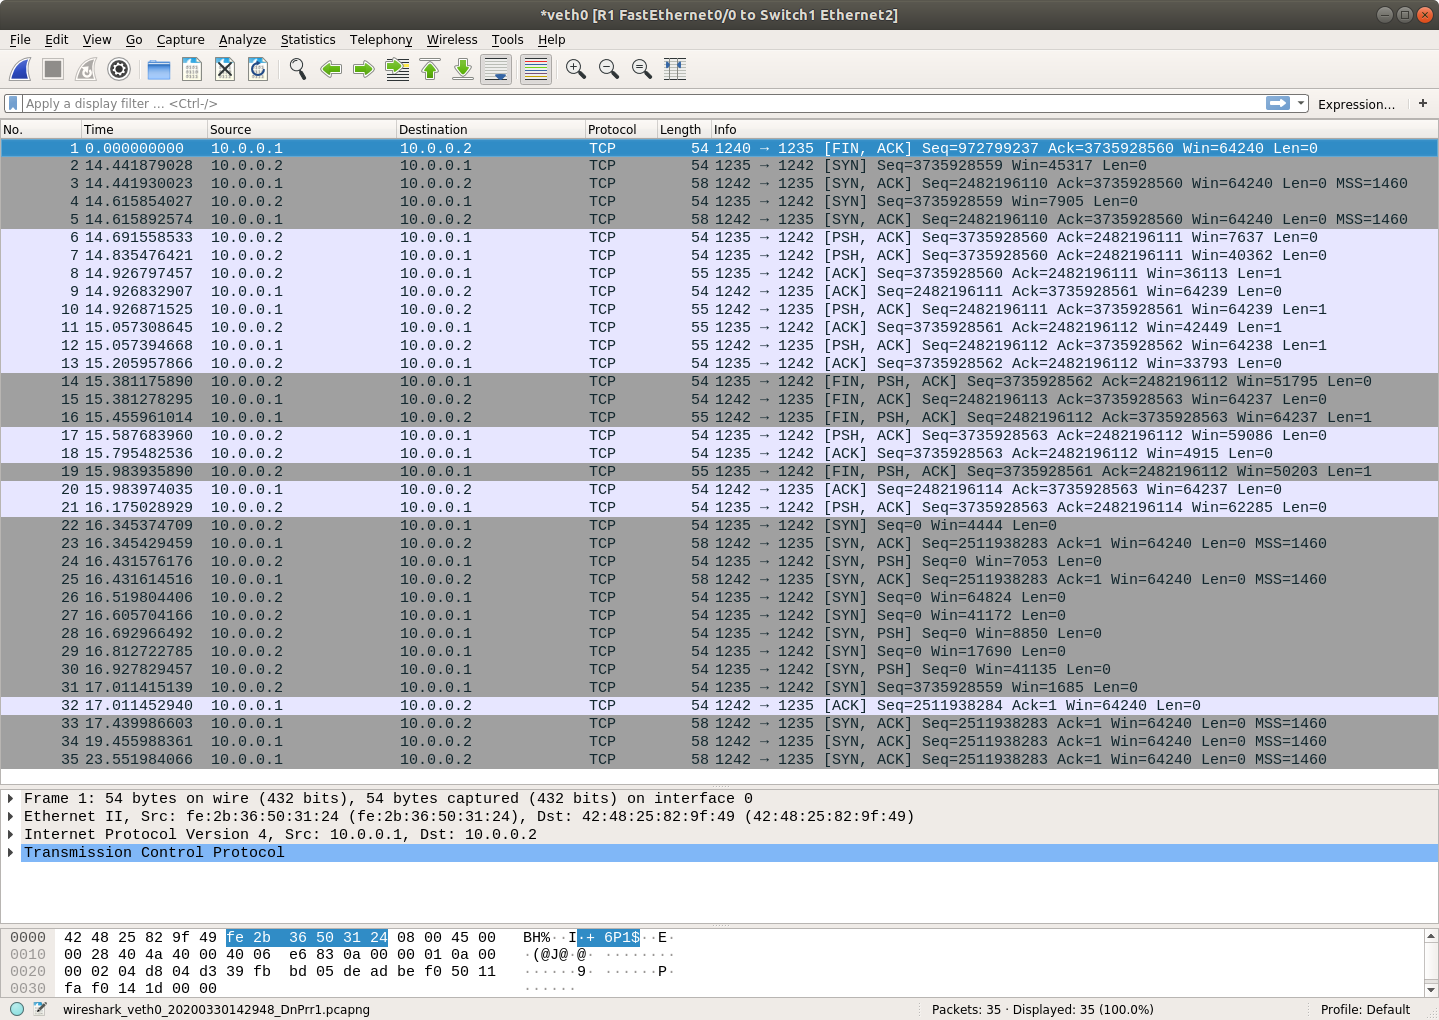 *veth0 [R1 FastEthernet0/0 to Switch1 Ethernet2]
File Edit View Go Capture Analyze Statistics Telephony Wireless Tools Help
Apply a display filter ... <Ctrl-/> Expression... +
No. Time Source Destination Protocol Length Info
1 0.000000000 10.0.0.1 10.0.0.2 TCP 54 1240 → 1235 [FIN, ACK] Seq=972799237 Ack=3735928560 Win=64240 Len=0
2 14.441879028 10.0.0.2 10.0.0.1 TCP 54 1235 → 1242 [SYN] Seq=3735928559 Win=45317 Len=0
3 14.441930023 10.0.0.1 10.0.0.2 TCP 58 1242 → 1235 [SYN, ACK] Seq=2482196110 Ack=3735928560 Win=64240 Len=0 MSS=1460
4 14.615854027 10.0.0.2 10.0.0.1 TCP 54 1235 → 1242 [SYN] Seq=3735928559 Win=7905 Len=0
5 14.615892574 10.0.0.1 10.0.0.2 TCP 58 1242 → 1235 [SYN, ACK] Seq=2482196110 Ack=3735928560 Win=64240 Len=0 MSS=1460
6 14.691558533 10.0.0.2 10.0.0.1 TCP 54 1235 → 1242 [PSH, ACK] Seq=3735928560 Ack=2482196111 Win=7637 Len=0
7 14.835476421 10.0.0.2 10.0.0.1 TCP 54 1235 → 1242 [PSH, ACK] Seq=3735928560 Ack=2482196111 Win=40362 Len=0
8 14.926797457 10.0.0.2 10.0.0.1 TCP 55 1235 → 1242 [ACK] Seq=3735928560 Ack=2482196111 Win=36113 Len=1
9 14.926832907 10.0.0.1 10.0.0.2 TCP 54 1242 → 1235 [ACK] Seq=2482196111 Ack=3735928561 Win=64239 Len=0
10 14.926871525 10.0.0.1 10.0.0.2 TCP 55 1242 → 1235 [PSH, ACK] Seq=2482196111 Ack=3735928561 Win=64239 Len=1
11 15.057308645 10.0.0.2 10.0.0.1 TCP 55 1235 → 1242 [ACK] Seq=3735928561 Ack=2482196112 Win=42449 Len=1
12 15.057394668 10.0.0.1 10.0.0.2 TCP 55 1242 → 1235 [PSH, ACK] Seq=2482196112 Ack=3735928562 Win=64238 Len=1
13 15.205957866 10.0.0.2 10.0.0.1 TCP 54 1235 → 1242 [ACK] Seq=3735928562 Ack=2482196112 Win=33793 Len=0
14 15.381175890 10.0.0.2 10.0.0.1 TCP 54 1235 → 1242 [FIN, PSH, ACK] Seq=3735928562 Ack=2482196112 Win=51795 Len=0
15 15.381278295 10.0.0.1 10.0.0.2 TCP 54 1242 → 1235 [FIN, ACK] Seq=2482196113 Ack=3735928563 Win=64237 Len=0
16 15.455961014 10.0.0.1 10.0.0.2 TCP 55 1242 → 1235 [FIN, PSH, ACK] Seq=2482196112 Ack=3735928563 Win=64237 Len=1
17 15.587683960 10.0.0.2 10.0.0.1 TCP 54 1235 → 1242 [PSH, ACK] Seq=3735928563 Ack=2482196112 Win=59086 Len=0
18 15.795482536 10.0.0.2 10.0.0.1 TCP 54 1235 → 1242 [ACK] Seq=3735928563 Ack=2482196112 Win=4915 Len=0
19 15.983935890 10.0.0.2 10.0.0.1 TCP 55 1235 → 1242 [FIN, PSH, ACK] Seq=3735928561 Ack=2482196112 Win=50203 Len=1
20 15.983974035 10.0.0.1 10.0.0.2 TCP 54 1242 → 1235 [ACK] Seq=2482196114 Ack=3735928563 Win=64237 Len=0
21 16.175028929 10.0.0.2 10.0.0.1 TCP 54 1235 → 1242 [PSH, ACK] Seq=3735928563 Ack=2482196114 Win=62285 Len=0
22 16.345374709 10.0.0.2 10.0.0.1 TCP 54 1235 → 1242 [SYN] Seq=0 Win=4444 Len=0
23 16.345429459 10.0.0.1 10.0.0.2 TCP 58 1242 → 1235 [SYN, ACK] Seq=2511938283 Ack=1 Win=64240 Len=0 MSS=1460
24 16.431576176 10.0.0.2 10.0.0.1 TCP 54 1235 → 1242 [SYN, PSH] Seq=0 Win=7053 Len=0
25 16.431614516 10.0.0.1 10.0.0.2 TCP 58 1242 → 1235 [SYN, ACK] Seq=2511938283 Ack=1 Win=64240 Len=0 MSS=1460
26 16.519804406 10.0.0.2 10.0.0.1 TCP 54 1235 → 1242 [SYN] Seq=0 Win=64824 Len=0
27 16.605704166 10.0.0.2 10.0.0.1 TCP 54 1235 → 1242 [SYN] Seq=0 Win=41172 Len=0
28 16.692966492 10.0.0.2 10.0.0.1 TCP 54 1235 → 1242 [SYN, PSH] Seq=0 Win=8850 Len=0
29 16.812722785 10.0.0.2 10.0.0.1 TCP 54 1235 → 1242 [SYN] Seq=0 Win=17690 Len=0
30 16.927829457 10.0.0.2 10.0.0.1 TCP 54 1235 → 1242 [SYN, PSH] Seq=0 Win=41135 Len=0
31 17.011415139 10.0.0.2 10.0.0.1 TCP 54 1235 → 1242 [SYN] Seq=3735928559 Win=1685 Len=0
32 17.011452940 10.0.0.1 10.0.0.2 TCP 54 1242 → 1235 [ACK] Seq=2511938284 Ack=1 Win=64240 Len=0
33 17.439986603 10.0.0.1 10.0.0.2 TCP 58 1242 → 1235 [SYN, ACK] Seq=2511938283 Ack=1 Win=64240 Len=0 MSS=1460
34 19.455988361 10.0.0.1 10.0.0.2 TCP 58 1242 → 1235 [SYN, ACK] Seq=2511938283 Ack=1 Win=64240 Len=0 MSS=1460
35 23.551984066 10.0.0.1 10.0.0.2 TCP 58 1242 → 1235 [SYN, ACK] Seq=2511938283 Ack=1 Win=64240 Len=0 MSS=1460
Frame 1: 54 bytes on wire (432 bits), 54 bytes captured (432 bits) on interface 0
Ethernet II, Src: fe:2b:36:50:31:24 (fe:2b:36:50:31:24), Dst: 42:48:25:82:9f:49 (42:48:25:82:9f:49)
Internet Protocol Version 4, Src: 10.0.0.1, Dst: 10.0.0.2
Transmission Control Protocol
0000 42 48 25 82 9f 49 fe 2b 36 50 31 24 08 00 45 00 BH%··I·+ 6P1$··E·
0010 00 28 40 4a 40 00 40 06 e6 83 0a 00 00 01 0a 00 ·(@J@·@· ········
0020 00 02 04 d8 04 d3 39 fb bd 05 de ad be f0 50 11 ······9· ······P·
0030 fa f0 14 1d 00 00 ······
wireshark_veth0_20200330142948_DnPrr1.pcapng Packets: 35 · Displayed: 35 (100.0%) Profile: Default